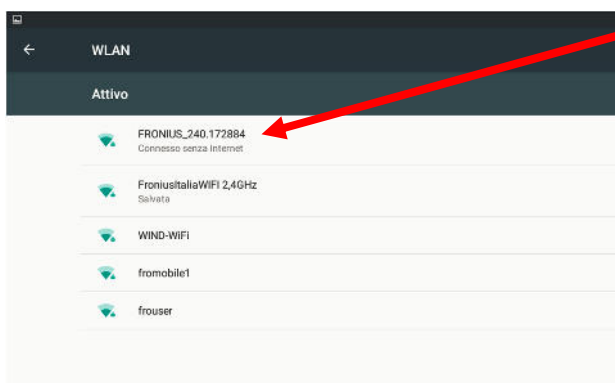 WLAN
Attivo
FRONIUS_240.172884
Connesso senza Internet
FroniusItaliaWIFI 2,4GHz
Salvata
WIND-WiFi
fromobile1
frouser